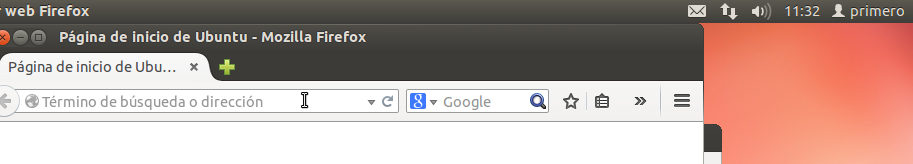 r web Firefox 11:32 primero
Página de inicio de Ubuntu - Mozilla Firefox
Página de inicio de Ubu...
Término de búsqueda o dirección Google